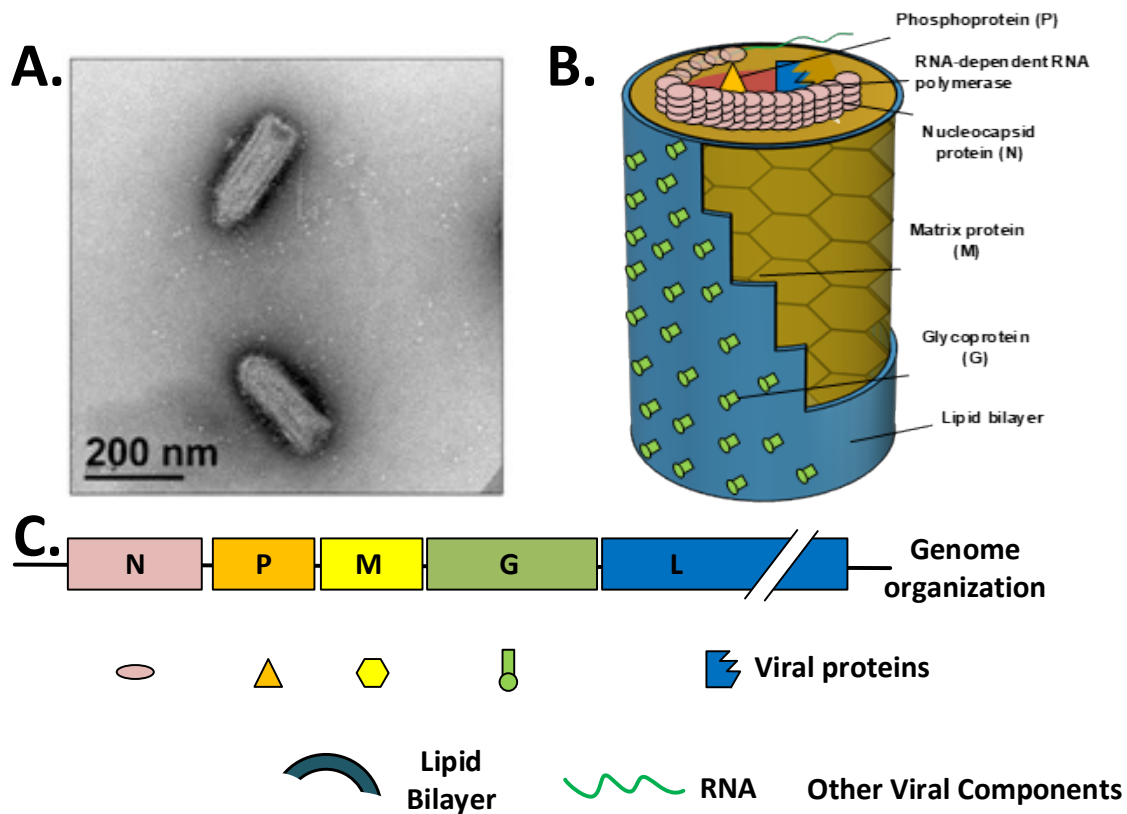 A.
200 nm
B.
Phosphoprotein (P)
RNA-dependent RNA
polymerase
Nucleocapsid
protein (N)
Matrix protein
(M)
Glycoprotein
(G)
Lipid bilayer
C.
N P M G L
Genome
organization
Viral proteins
Lipid
Bilayer
RNA
Other Viral Components